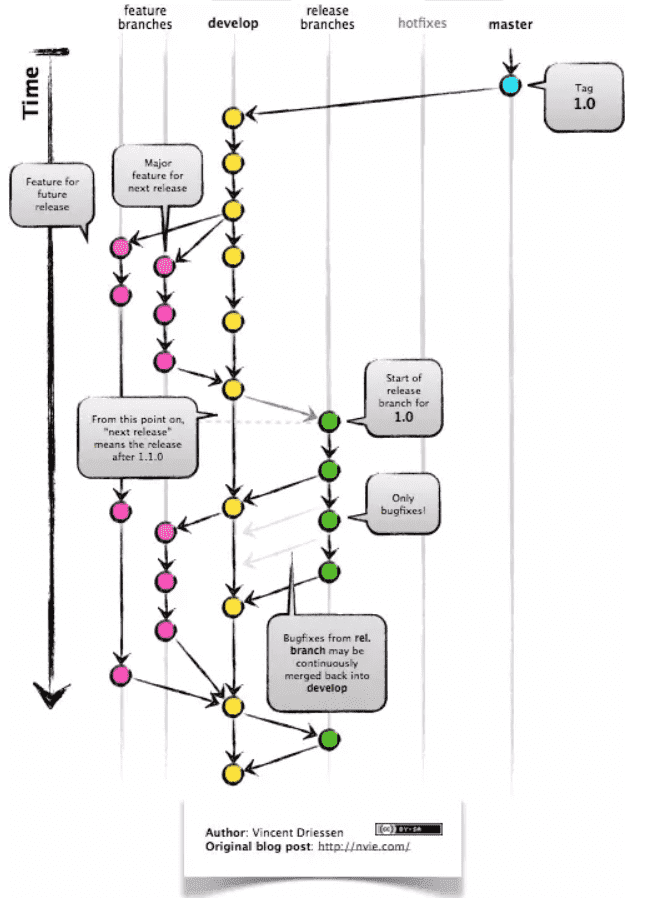 feature
branches
develop
release
branches
hotfixes
master
Time
Tag
1.0
Feature for
future
release
Major
feature for
next release
Start of
release
branch for
1.0
From this point on,
"next release"
means the release
after 1.1.0
Only
bugfixes!
Bugfixes from rel.
branch may be
continuously
merged back into
develop
Author: Vincent Driessen
Original blog post: http://nvie.com/
(cc) BY-SA